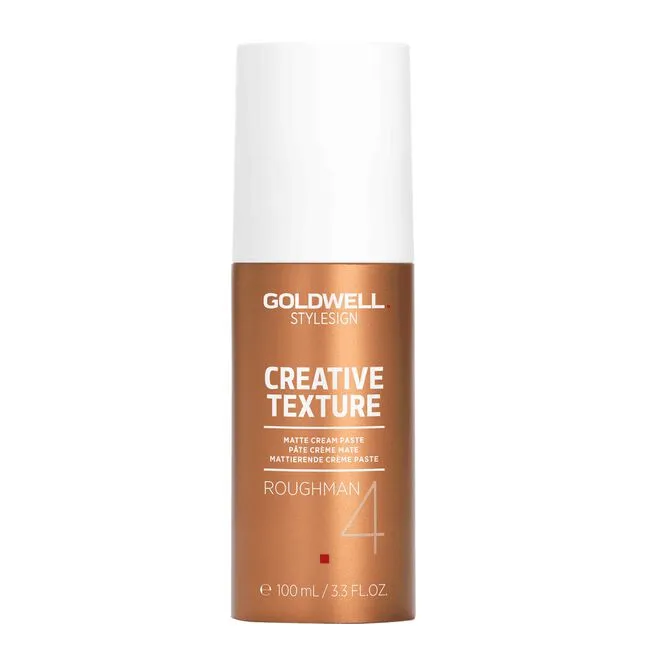 GOLDWELL.
STYLESIGN
CREATIVE
TEXTURE
MATTE CREAM PASTE
PÂTE CRÈME MATE
MATTIERENDE CRÈME PASTE
ROUGHMAN 4
℮ 100 mL / 3.3 FL.OZ.